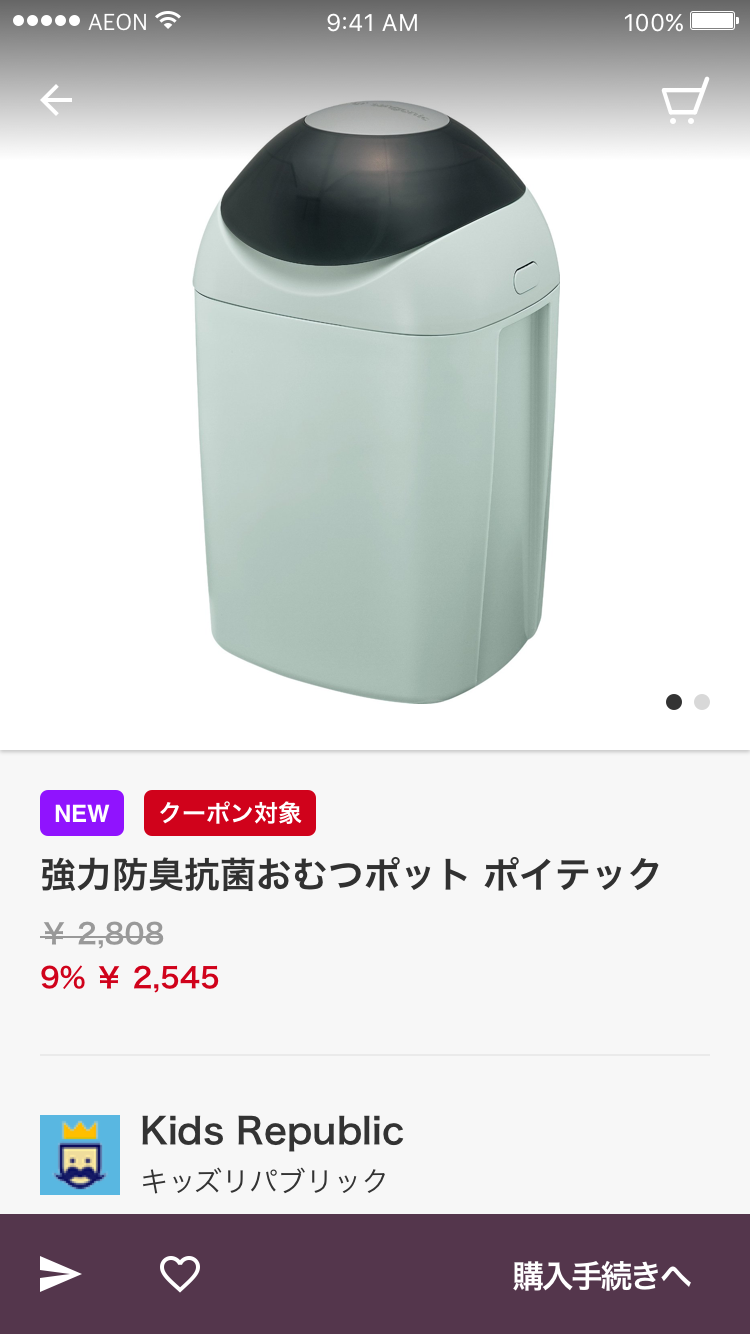 AEON 9:41 AM 100%
NEW クーポン対象
強力防臭抗菌おむつポット ポイテック
¥ 2,808
9% ¥ 2,545
Kids Republic
キッズリパブリック
購入手続きへ